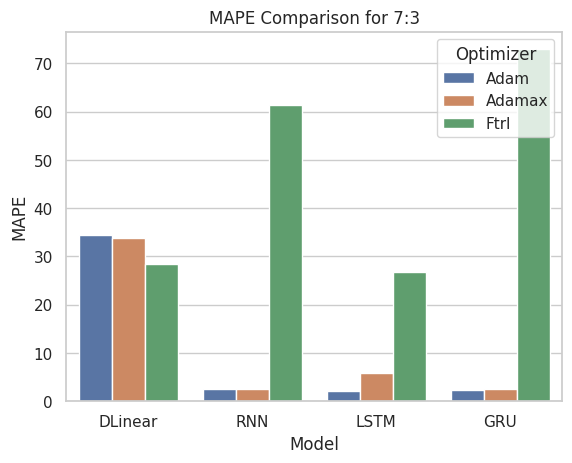 MAPE Comparison for 7:3
Optimizer
Adam
Adamax
Ftrl
MAPE
70
60
50
40
30
20
10
0
DLinear RNN LSTM GRU
Model